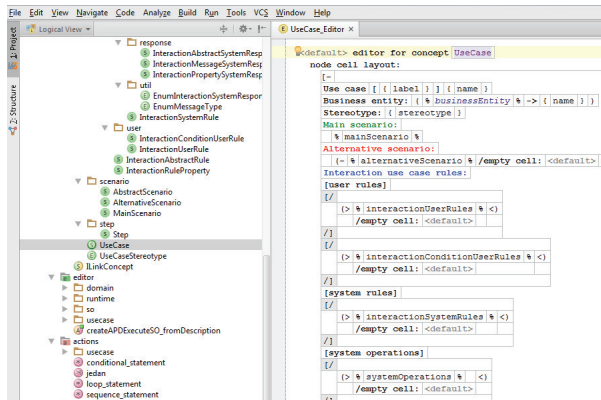 File Edit View Navigate Code Analyze Build Run Tools VCS Window Help
Logical View
UseCase_Editor
1: Project
2: Structure
response
InteractionAbstractSystemResp
InteractionMessageSystemResp
InteractionPropertySystemResp
util
EnumInteractionSystemRespon
EnumMessageType
InteractionSystemRule
user
InteractionConditionUserRule
InteractionUserRule
InteractionAbstractRule
InteractionRuleProperty
scenario
AbstractScenario
AlternativeScenario
MainScenario
step
Step
UseCase
UseCaseStereotype
ILinkConcept
editor
domain
runtime
so
usecase
createAPDExecuteSO_fromDescription
actions
usecase
conditional_statement
jedan
loop_statement
sequence_statement
<default> editor for concept UseCase
node cell layout:
[-
Use case [ { label } ] { name }
Business entity: ( % businessEntity % -> { name } )
Stereotype: { stereotype }
Main scenario:
% mainScenario %
Alternative scenario:
(- % alternativeScenario % /empty cell: <default>
Interaction use case rules:
[user rules]
[/
(> % interactionUserRules % <)
/empty cell: <default>
/]
[/
(> % interactionConditionUserRules % <)
/empty cell: <default>
/]
[system rules]
[/
(> % interactionSystemRules % <)
/empty cell: <default>
/]
[system operations]
[/
(> % systemOperations % <)
/empty cell: <default>